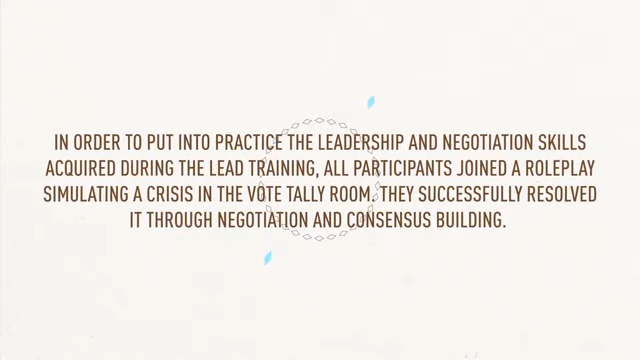 IN ORDER TO PUT INTO PRACTICE THE LEADERSHIP AND NEGOTIATION SKILLS
ACQUIRED DURING THE LEAD TRAINING, ALL PARTICIPANTS JOINED A ROLEPLAY
SIMULATING A CRISIS IN THE VOTE TALLY ROOM. THEY SUCCESSFULLY RESOLVED
IT THROUGH NEGOTIATION AND CONSENSUS BUILDING.